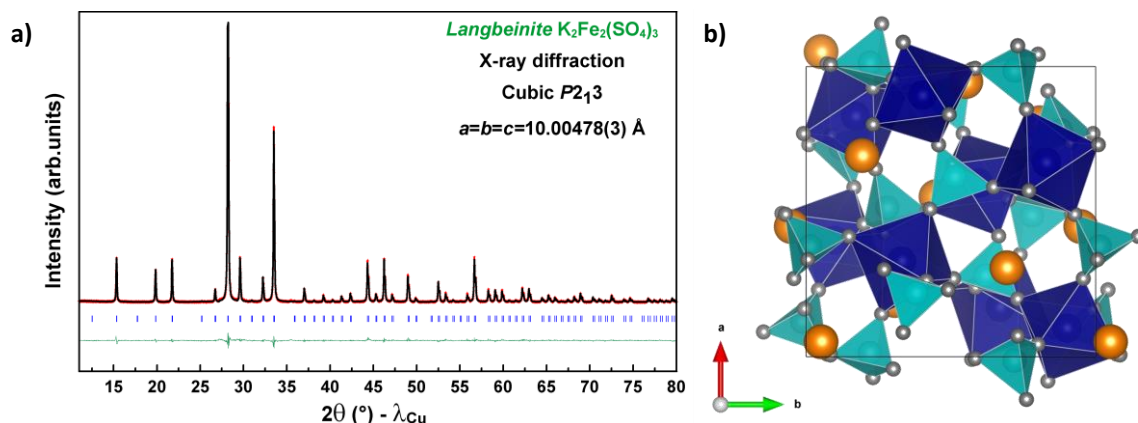 a)
Langbeinite K₂Fe₂(SO₄)₃
X-ray diffraction
Cubic P2₁3
a=b=c=10.00478(3) Å
Intensity (arb.units)
15 20 25 30 35 40 45 50 55 60 65 70 75 80
2θ (°) - λCu
b)
a
b